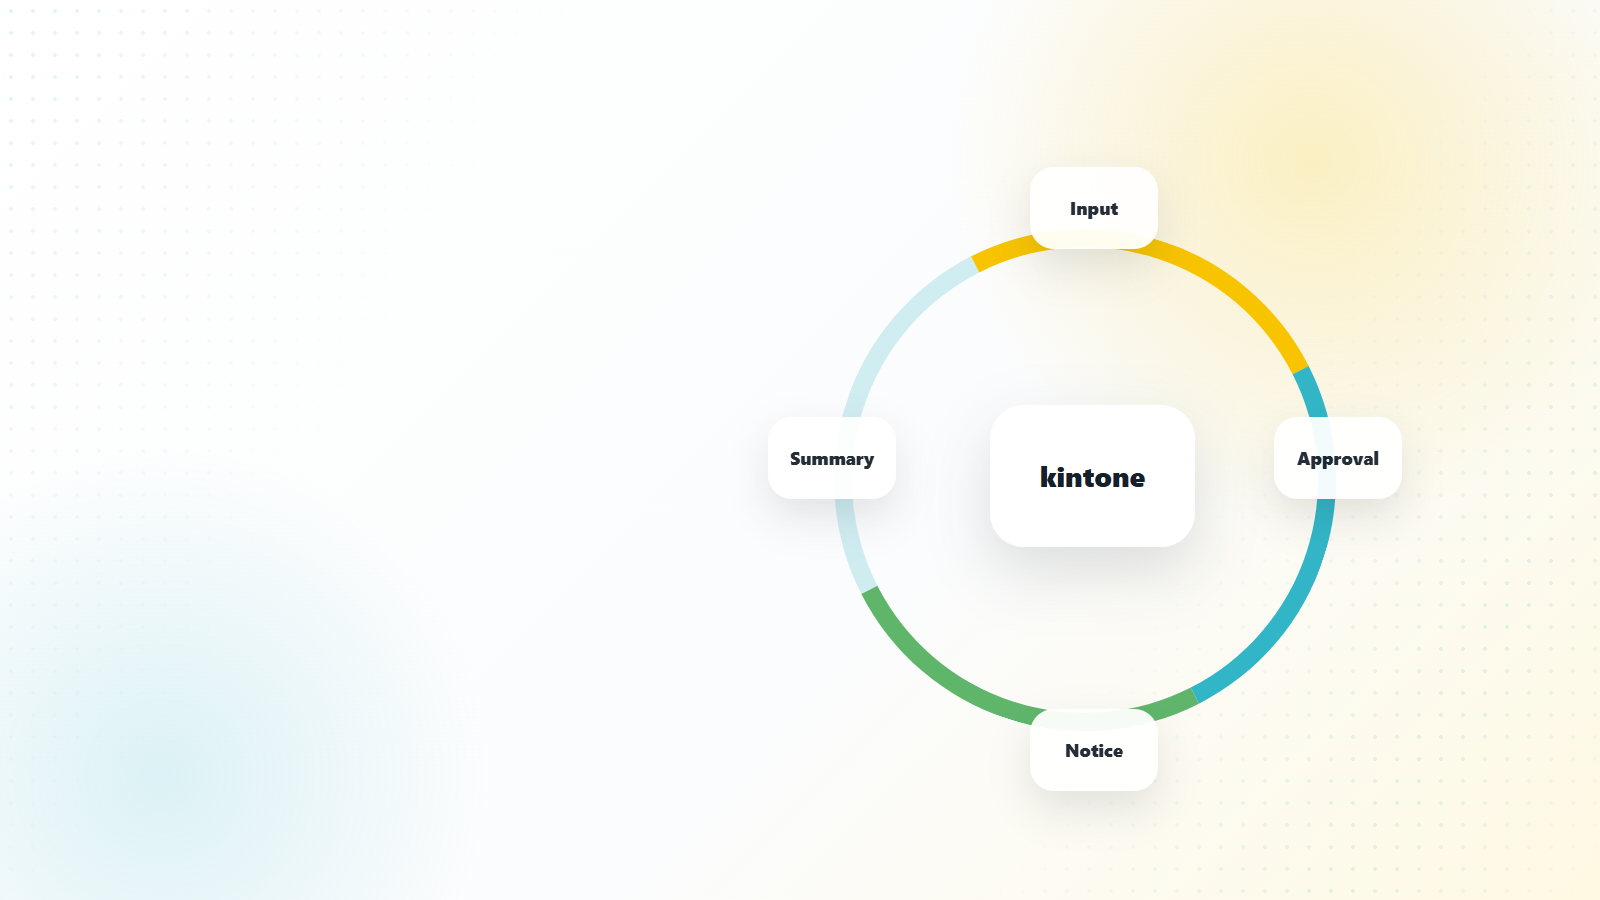 Input
Summary
kintone
Approval
Notice